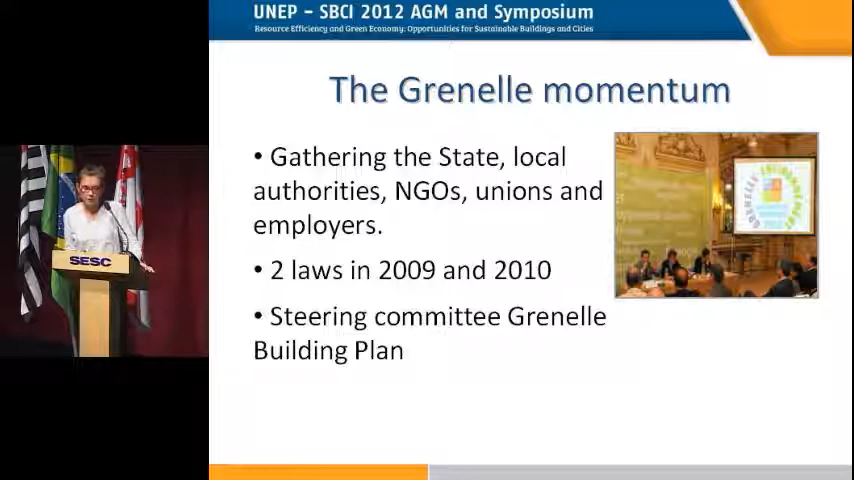 UNEP – SBCI 2012 AGM and Symposium
Resource Efficiency and Green Economy: Opportunities for Sustainable Buildings and Cities
The Grenelle momentum
• Gathering the State, local
authorities, NGOs, unions and
employers.
• 2 laws in 2009 and 2010
• Steering committee Grenelle
Building Plan
SESC
GRENELLE